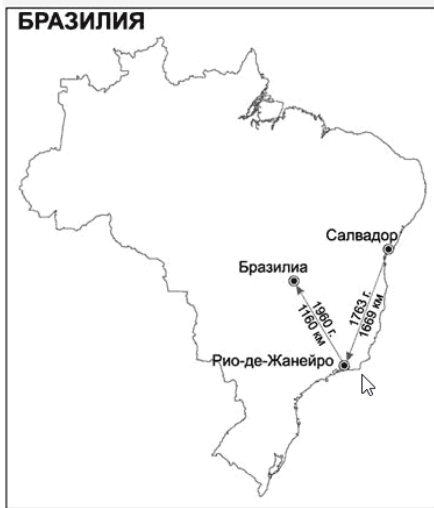 БРАЗИЛИЯ
Салвадор
Бразилиа
1763 г.
1669 км
1960 г.
1160 км
Рио-де-Жанейро